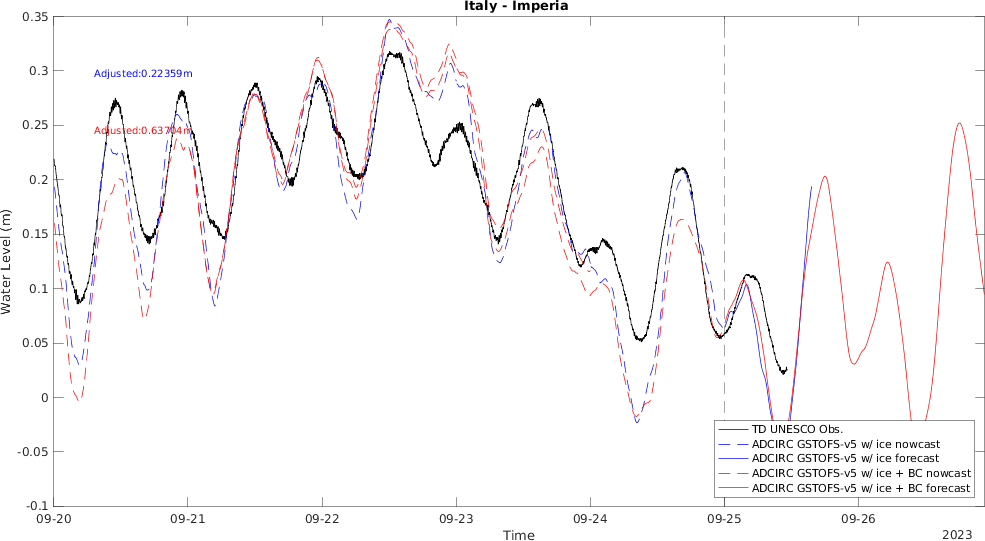 Italy - Imperia
0.35
0.3
0.25
0.2
0.15
0.1
0.05
0
-0.05
-0.1
Water Level (m)
Adjusted:0.22359m
Adjusted:0.63704m
TD UNESCO Obs.
ADCIRC GSTOFS-v5 w/ ice nowcast
ADCIRC GSTOFS-v5 w/ ice forecast
ADCIRC GSTOFS-v5 w/ ice + BC nowcast
ADCIRC GSTOFS-v5 w/ ice + BC forecast
09-20 09-21 09-22 09-23 09-24 09-25 09-26
Time 2023